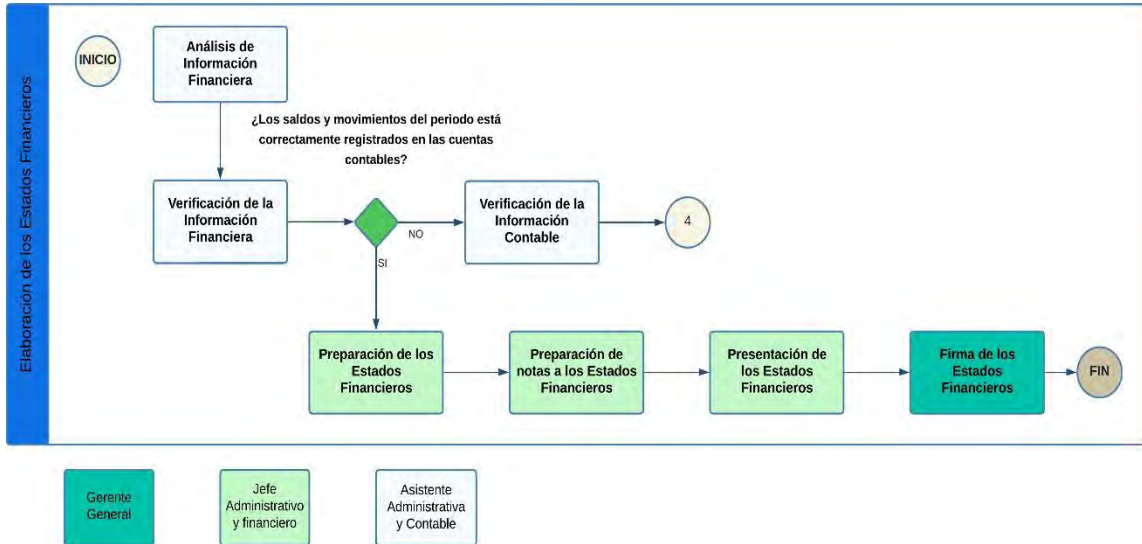 Elaboración de los Estados Financieros
INICIO
Análisis de
Información
Financiera
¿Los saldos y movimientos del periodo está
correctamente registrados en las cuentas
contables?
Verificación de la
Información
Financiera
NO
Verificación de la
Información
Contable
4
SI
Preparación de los
Estados
Financieros
Preparación de
notas a los Estados
Financieros
Presentación de
los Estados
Financieros
Firma de los
Estados
Financieros
FIN
Gerente
General
Jefe
Administrativo
y financiero
Asistente
Administrativa
y Contable